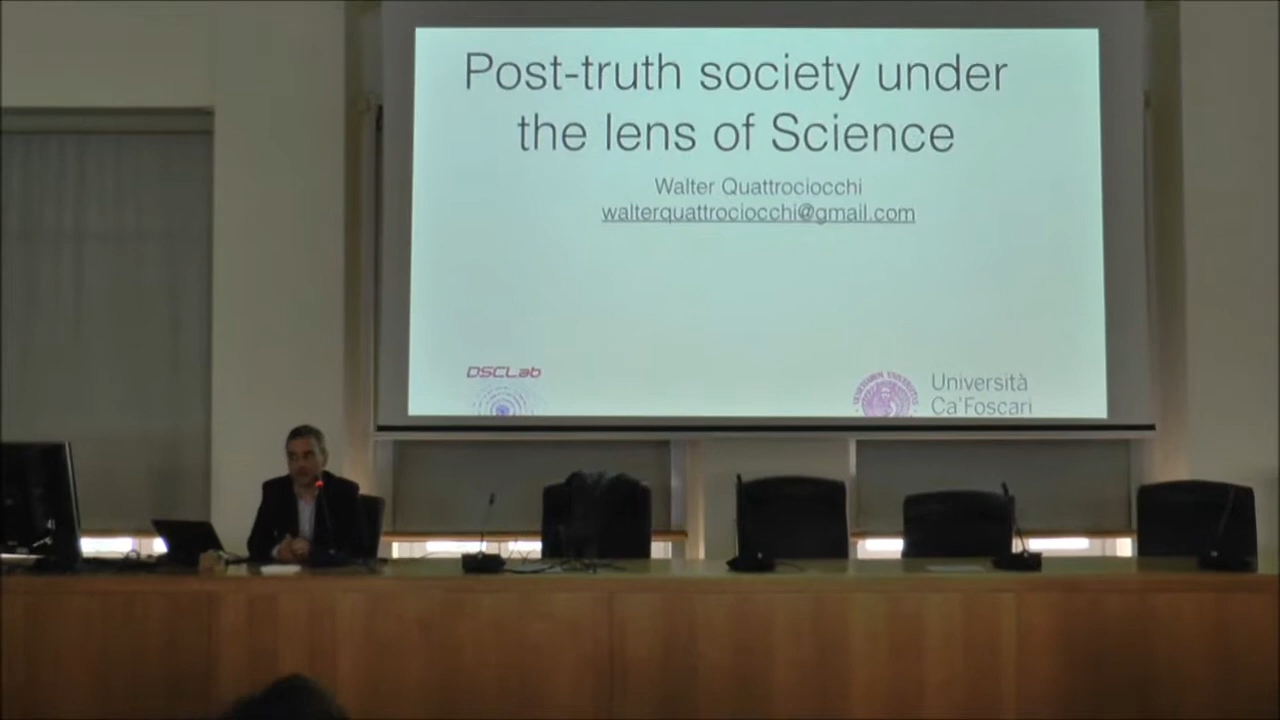 Post-truth society under
the lens of Science
Walter Quattrociocchi
walterquattrociocchi@gmail.com
DSCLab
Università
Ca'Foscari